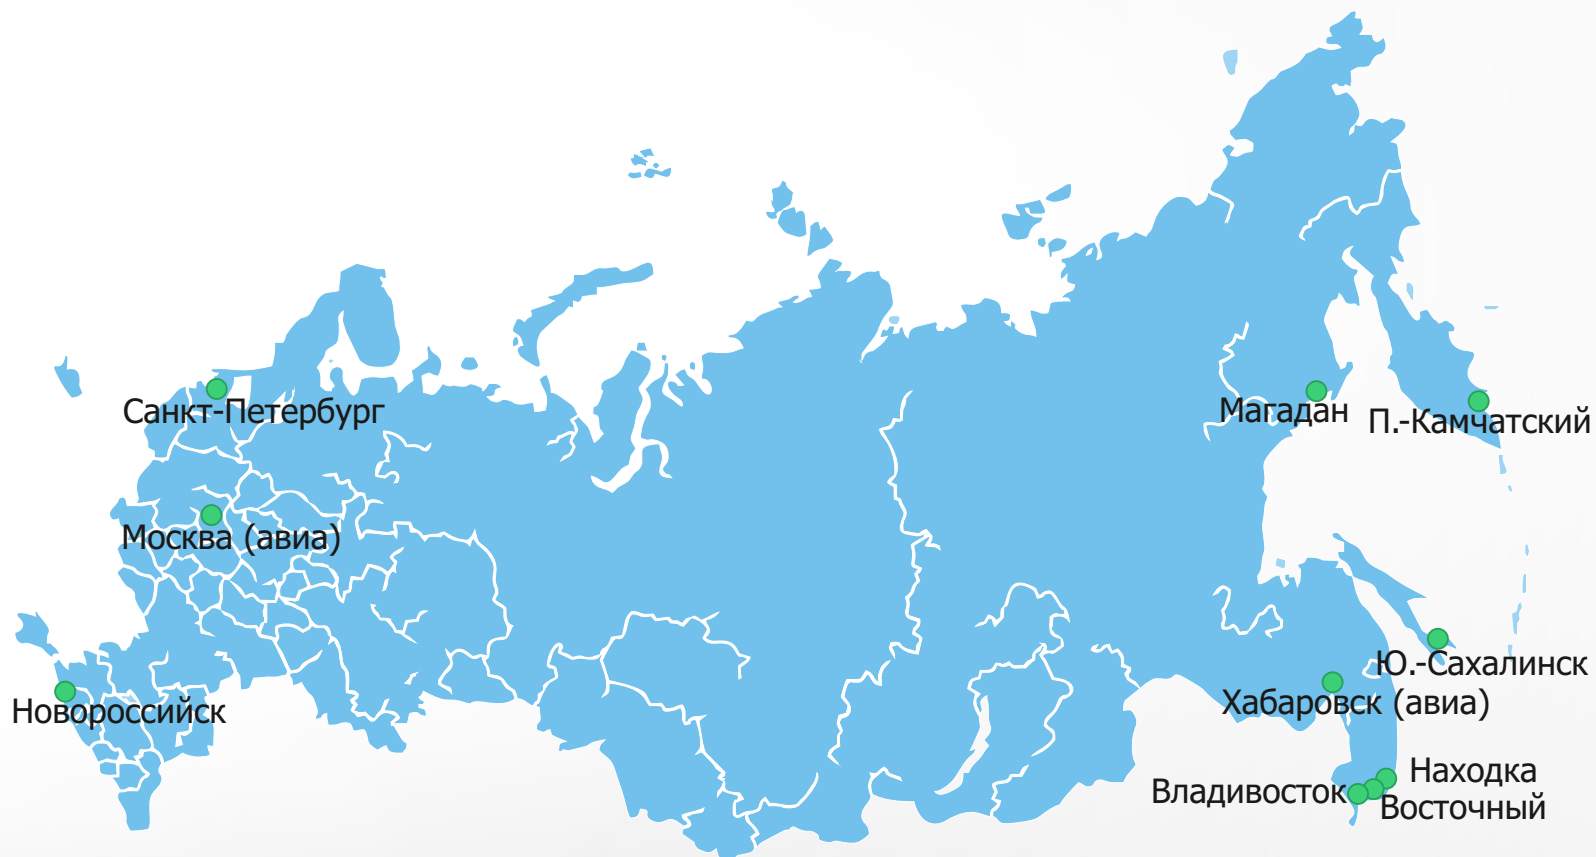 Санкт-Петербург
Магадан
П.-Камчатский
Москва (авиа)
Ю.-Сахалинск
Новороссийск
Хабаровск (авиа)
Находка
Владивосток
Восточный